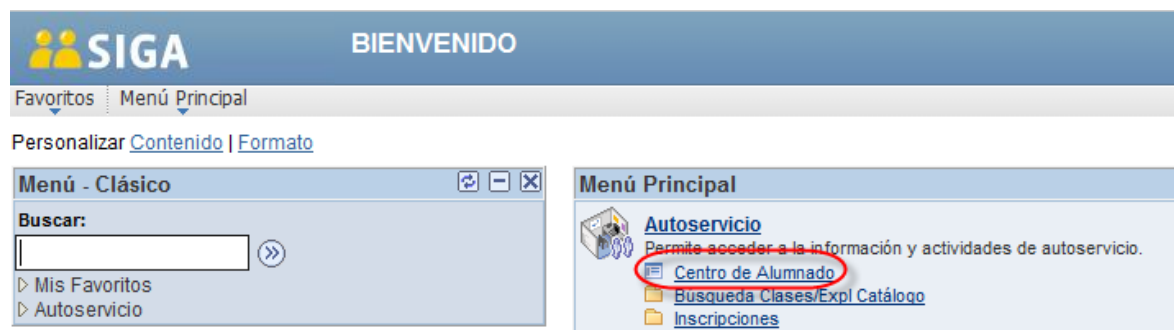 SIGA BIENVENIDO
Favoritos Menú Principal
Personalizar Contenido | Formato
Menú - Clásico
Buscar:
Mis Favoritos
Autoservicio
Menú Principal
Autoservicio
Permite acceder a la información y actividades de autoservicio.
Centro de Alumnado
Búsqueda Clases/Expl Catálogo
Inscripciones